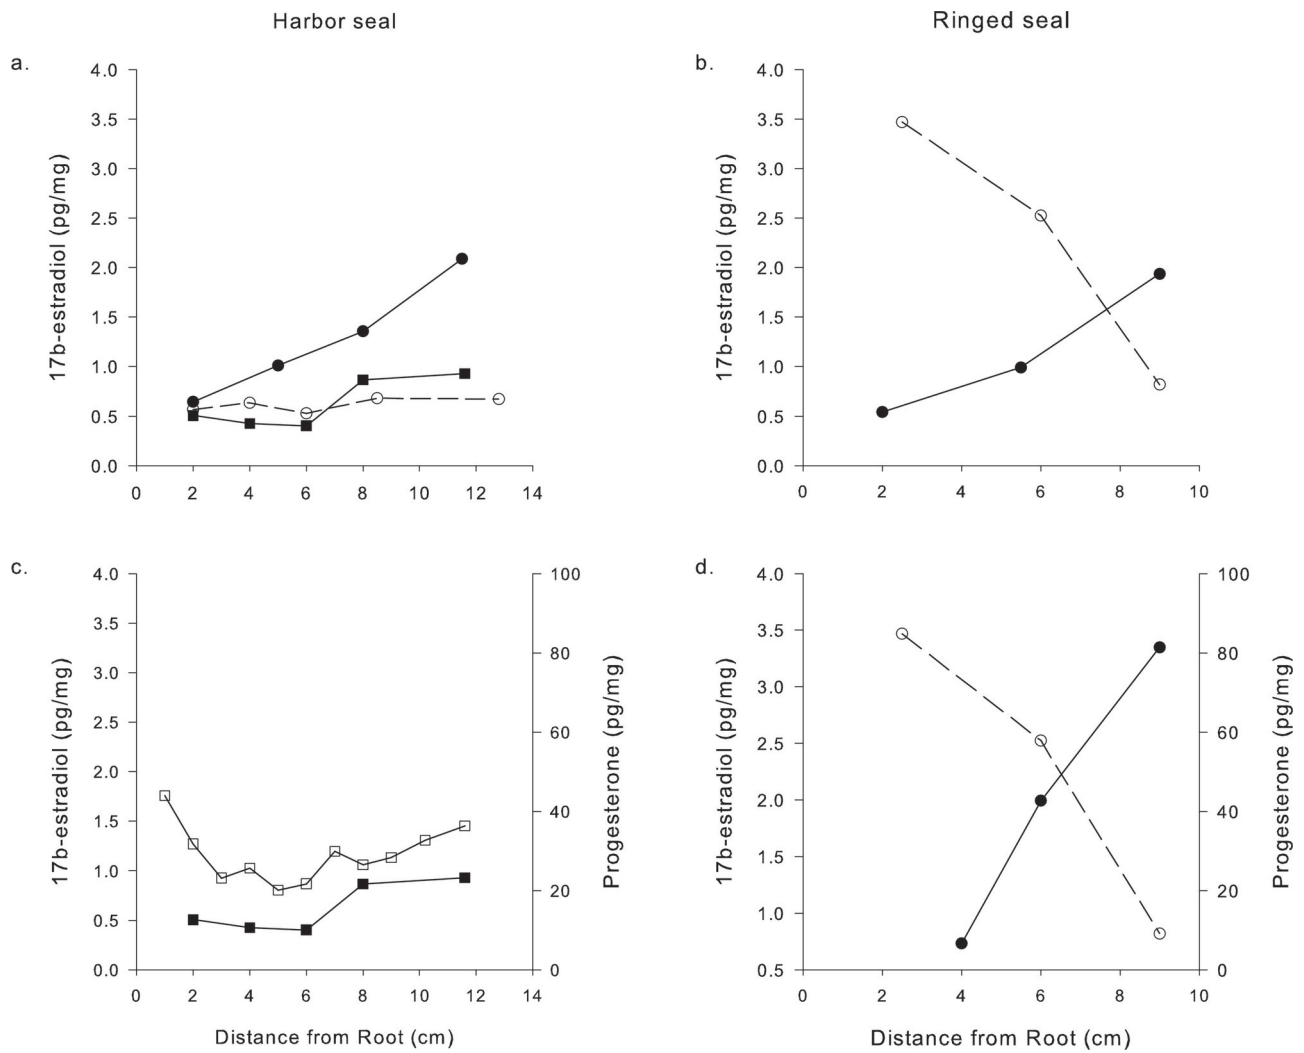 Harbor seal
Ringed seal
a.
4.0
3.5
3.0
2.5
2.0
1.5
1.0
0.5
0.0
17b-estradiol (pg/mg)
0 2 4 6 8 10 12 14
b.
4.0
3.5
3.0
2.5
2.0
1.5
1.0
0.5
0.0
17b-estradiol (pg/mg)
0 2 4 6 8 10
c.
4.0
3.5
3.0
2.5
2.0
1.5
1.0
0.5
0.0
17b-estradiol (pg/mg)
100
80
60
40
20
0
Progesterone (pg/mg)
0 2 4 6 8 10 12 14
Distance from Root (cm)
d.
4.0
3.5
3.0
2.5
2.0
1.5
1.0
0.5
17b-estradiol (pg/mg)
100
80
60
40
20
0
Progesterone (pg/mg)
0 2 4 6 8 10
Distance from Root (cm)